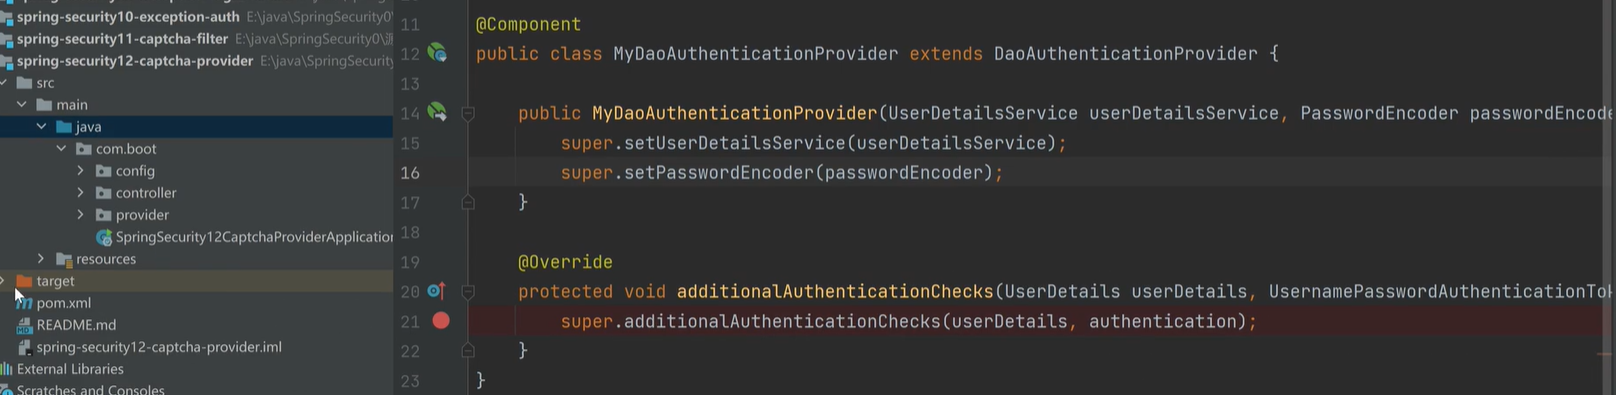 spring-security10-exception-auth E:\java\SpringSecurity0\
spring-security11-captcha-filter E:\java\SpringSecurity0\
spring-security12-captcha-provider E:\java\SpringSecurity
src
main
java
com.boot
config
controller
provider
SpringSecurity12CaptchaProviderApplication
resources
target
pom.xml
README.md
spring-security12-captcha-provider.iml
External Libraries
Scratches and Consoles
11 @Component
12 public class MyDaoAuthenticationProvider extends DaoAuthenticationProvider {
13
14 public MyDaoAuthenticationProvider(UserDetailsService userDetailsService, PasswordEncoder passwordEncode
15 super.setUserDetailsService(userDetailsService);
16 super.setPasswordEncoder(passwordEncoder);
17 }
18
19 @Override
20 protected void additionalAuthenticationChecks(UserDetails userDetails, UsernamePasswordAuthenticationTo
21 super.additionalAuthenticationChecks(userDetails, authentication);
22 }
23 }